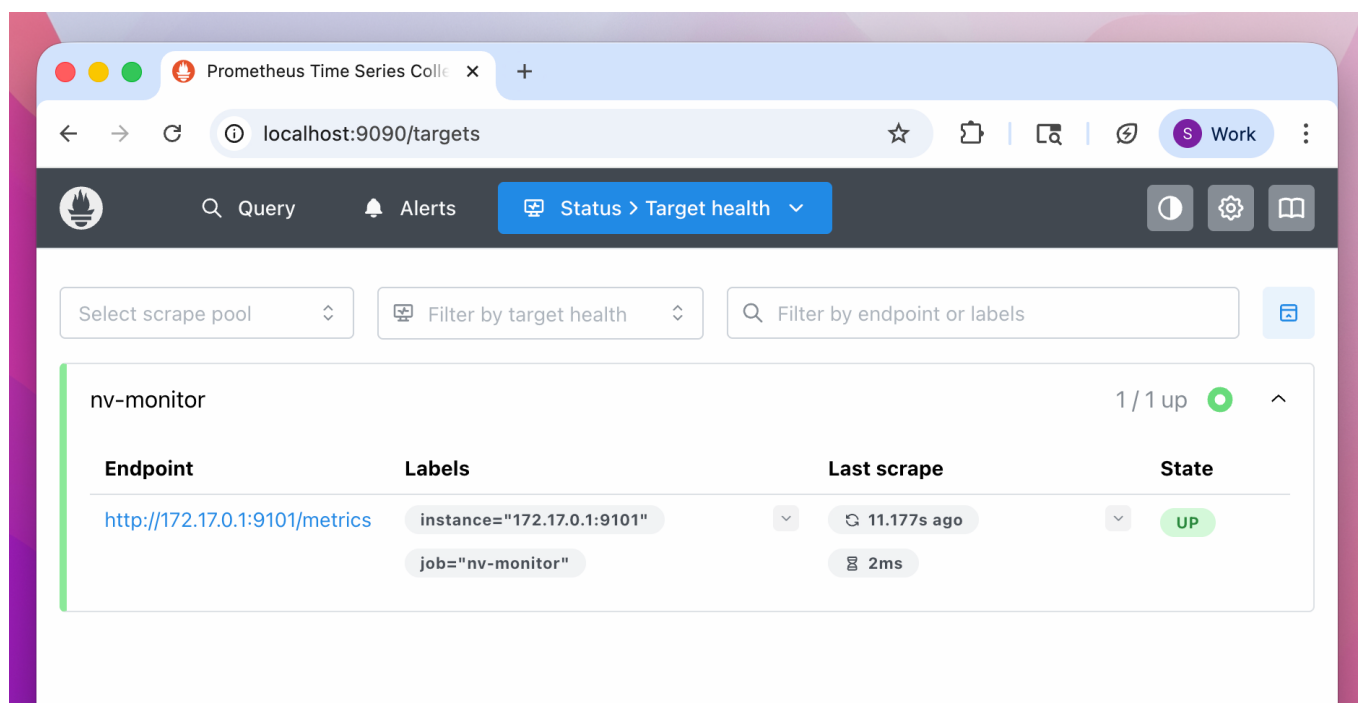 Prometheus Time Series Colle
localhost:9090/targets
S Work
Query Alerts Status > Target health
Select scrape pool Filter by target health Filter by endpoint or labels
nv-monitor 1 / 1 up
Endpoint Labels Last scrape State
http://172.17.0.1:9101/metrics instance="172.17.0.1:9101" 11.177s ago UP
job="nv-monitor" 2ms